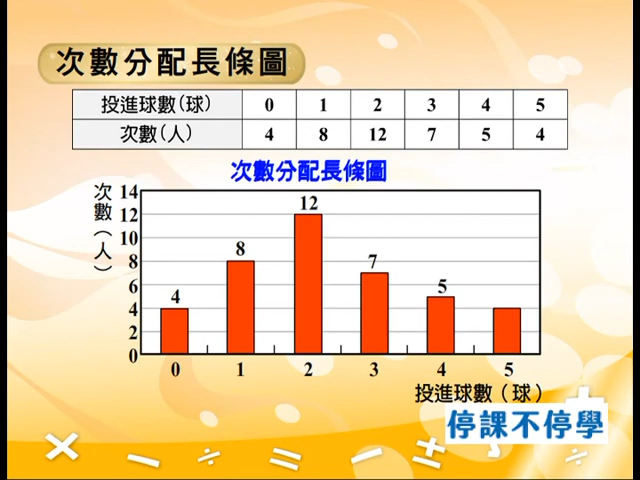 次數分配長條圖
投進球數(球) 0 1 2 3 4 5
次數(人) 4 8 12 7 5 4
次數分配長條圖
次數(人)
14
12
10
8
6
4
2
0
4 8 12 7 5
0 1 2 3 4 5
投進球數(球)
停課不停學
× − ÷ = − ± ÷